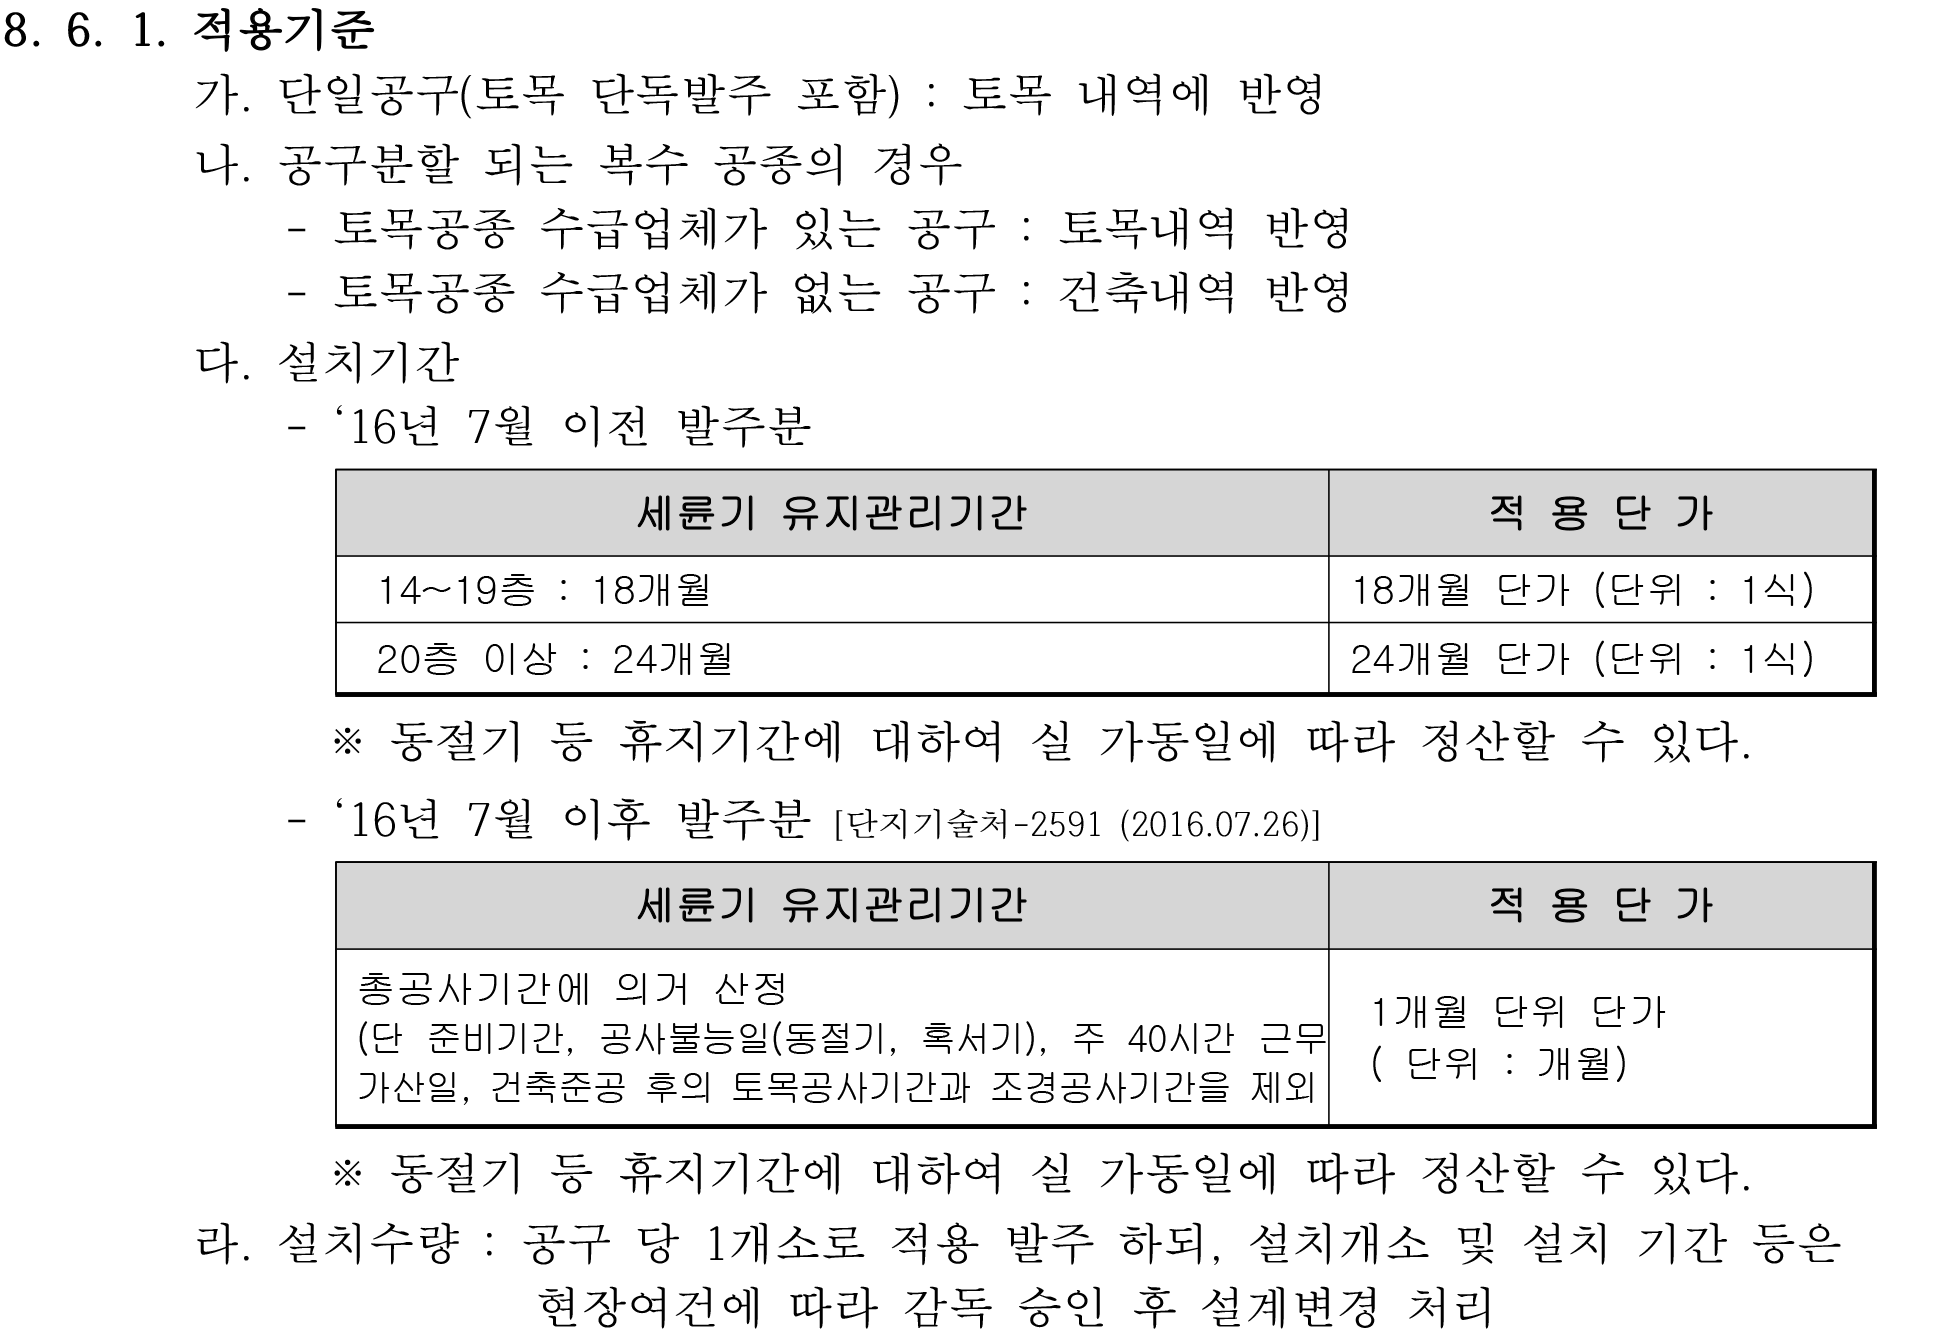 8. 6. 1. 적용기준
가. 단일공구(토목 단독발주 포함) : 토목 내역에 반영
나. 공구분할 되는 복수 공종의 경우
- 토목공종 수급업체가 있는 공구 : 토목내역 반영
- 토목공종 수급업체가 없는 공구 : 건축내역 반영
다. 설치기간
- ‘16년 7월 이전 발주분
세륜기 유지관리기간 적 용 단 가
14~19층 : 18개월 18개월 단가 (단위 : 1식)
20층 이상 : 24개월 24개월 단가 (단위 : 1식)
※ 동절기 등 휴지기간에 대하여 실 가동일에 따라 정산할 수 있다.
- ‘16년 7월 이후 발주분 [단지기술처-2591 (2016.07.26)]
세륜기 유지관리기간 적 용 단 가
총공사기간에 의거 산정
(단 준비기간, 공사불능일(동절기, 혹서기), 주 40시간 근무
가산일, 건축준공 후의 토목공사기간과 조경공사기간을 제외
1개월 단위 단가
( 단위 : 개월)
※ 동절기 등 휴지기간에 대하여 실 가동일에 따라 정산할 수 있다.
라. 설치수량 : 공구 당 1개소로 적용 발주 하되, 설치개소 및 설치 기간 등은
현장여건에 따라 감독 승인 후 설계변경 처리